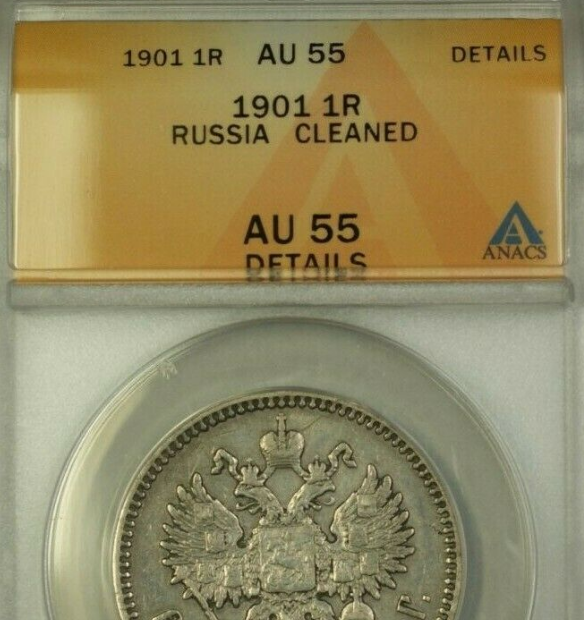 1901 1R AU 55 DETAILS
1901 1R
RUSSIA CLEANED
AU 55
DETAILS
ANACS
Г.